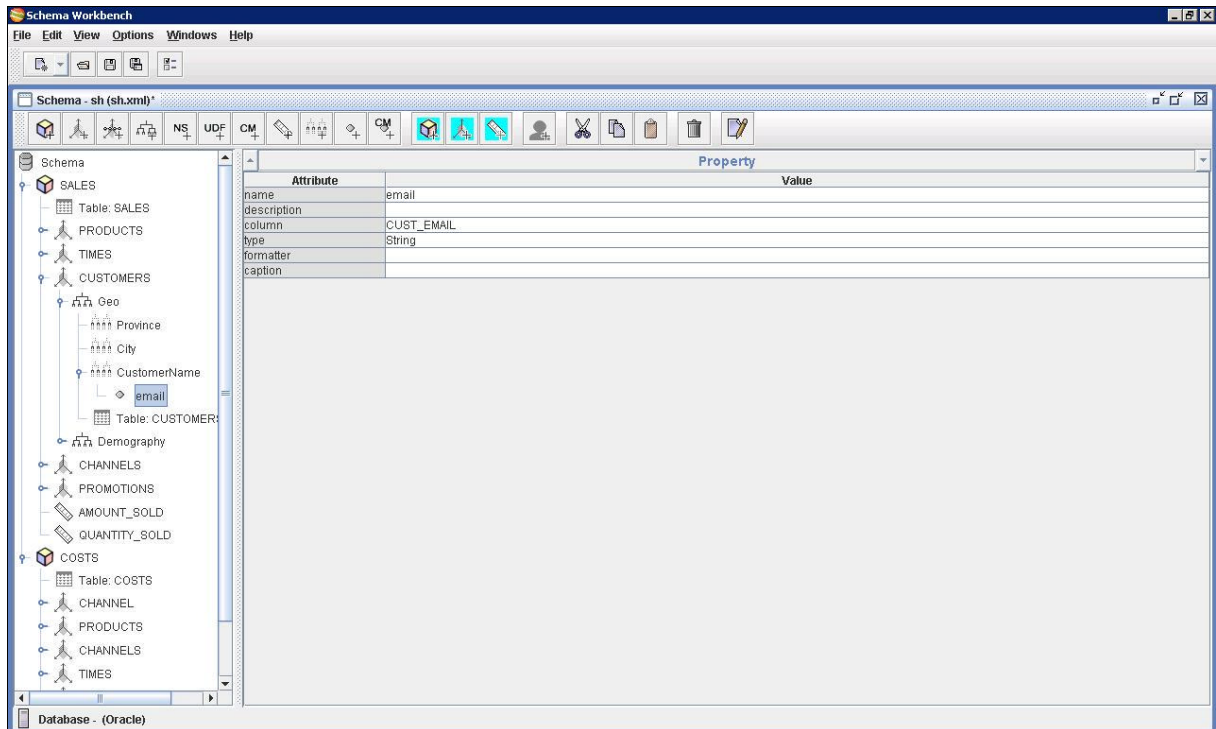 Schema Workbench
File Edit View Options Windows Help
Schema - sh (sh.xml)*
NS UDF CM CM
Schema
SALES
Table: SALES
PRODUCTS
TIMES
CUSTOMERS
Geo
Province
City
CustomerName
email
Table: CUSTOMERS
Demography
CHANNELS
PROMOTIONS
AMOUNT_SOLD
QUANTITY_SOLD
COSTS
Table: COSTS
CHANNEL
PRODUCTS
CHANNELS
TIMES
Property
Attribute Value
name email
description
column CUST_EMAIL
type String
formatter
caption
Database - (Oracle)